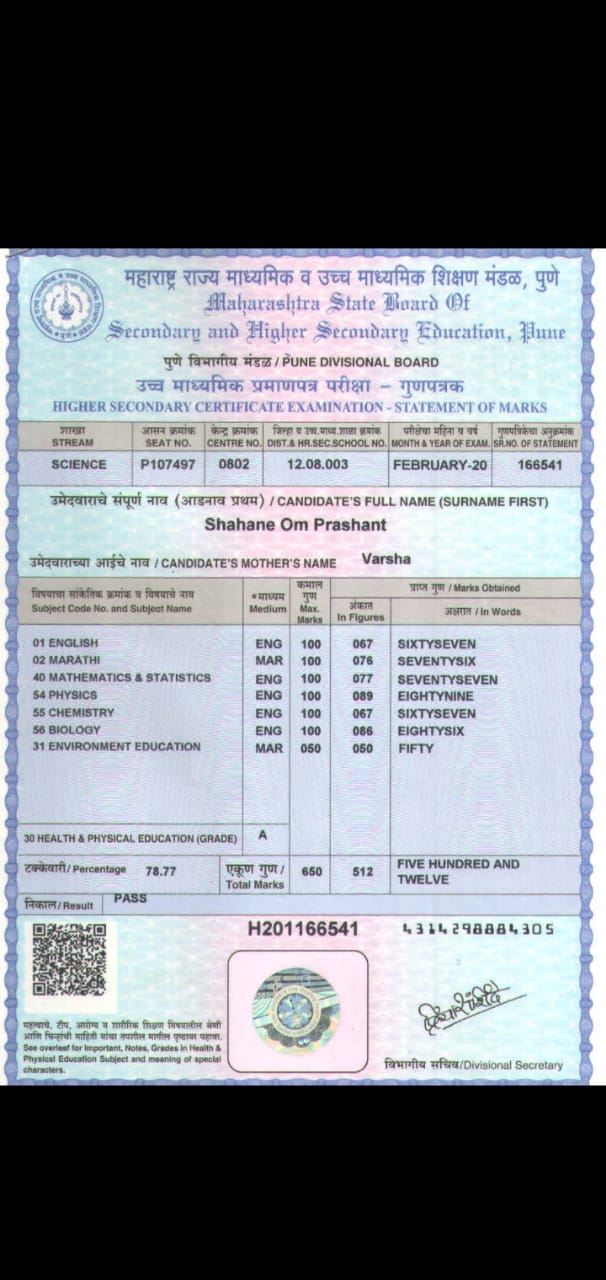 महाराष्ट्र राज्य माध्यमिक व उच्च माध्यमिक शिक्षण मंडळ, पुणे
Maharashtra State Board Of
Secondary and Higher Secondary Education, Pune
पुणे विभागीय मंडळ / PUNE DIVISIONAL BOARD
उच्च माध्यमिक प्रमाणपत्र परीक्षा – गुणपत्रक
HIGHER SECONDARY CERTIFICATE EXAMINATION - STATEMENT OF MARKS
शाखा आसन क्रमांक केन्द्र क्रमांक जिल्हा व उच्च.माध्य.शाळा क्रमांक परीक्षेचा महिना व वर्ष गुणपत्रिकेचा अनुक्रमांक
STREAM SEAT NO. CENTRE NO. DIST.& HR.SEC.SCHOOL NO. MONTH & YEAR OF EXAM. SR.NO. OF STATEMENT
SCIENCE P107497 0802 12.08.003 FEBRUARY-20 166541
उमेदवाराचे संपूर्ण नाव (आडनाव प्रथम) / CANDIDATE'S FULL NAME (SURNAME FIRST)
Shahane Om Prashant
उमेदवाराच्या आईचे नाव / CANDIDATE'S MOTHER'S NAME Varsha
विषयाचा सांकेतिक क्रमांक व विषयाचे नाव
Subject Code No. and Subject Name
*माध्यम
Medium
कमाल
गुण
Max.
Marks
प्राप्त गुण / Marks Obtained
अंकात
In Figures
अक्षरात / In Words
01 ENGLISH ENG 100 067 SIXTYSEVEN
02 MARATHI MAR 100 076 SEVENTYSIX
40 MATHEMATICS & STATISTICS ENG 100 077 SEVENTYSEVEN
54 PHYSICS ENG 100 089 EIGHTYNINE
55 CHEMISTRY ENG 100 067 SIXTYSEVEN
56 BIOLOGY ENG 100 086 EIGHTYSIX
31 ENVIRONMENT EDUCATION MAR 050 050 FIFTY
30 HEALTH & PHYSICAL EDUCATION (GRADE) A
टक्केवारी/ Percentage 78.77
एकूण गुण /
Total Marks
650 512
FIVE HUNDRED AND
TWELVE
निकाल/ Result PASS
H201166541 4314298884305
महत्वाचे, टीप, आरोग्य व शारीरिक शिक्षण विषयातील श्रेणी
आणि चिन्हांची माहिती यांचा तपशील मागील पृष्ठावर पहावा.
See overleaf for Important, Notes, Grades in Health &
Physical Education Subject and meaning of special
characters.
विभागीय सचिव/Divisional Secretary